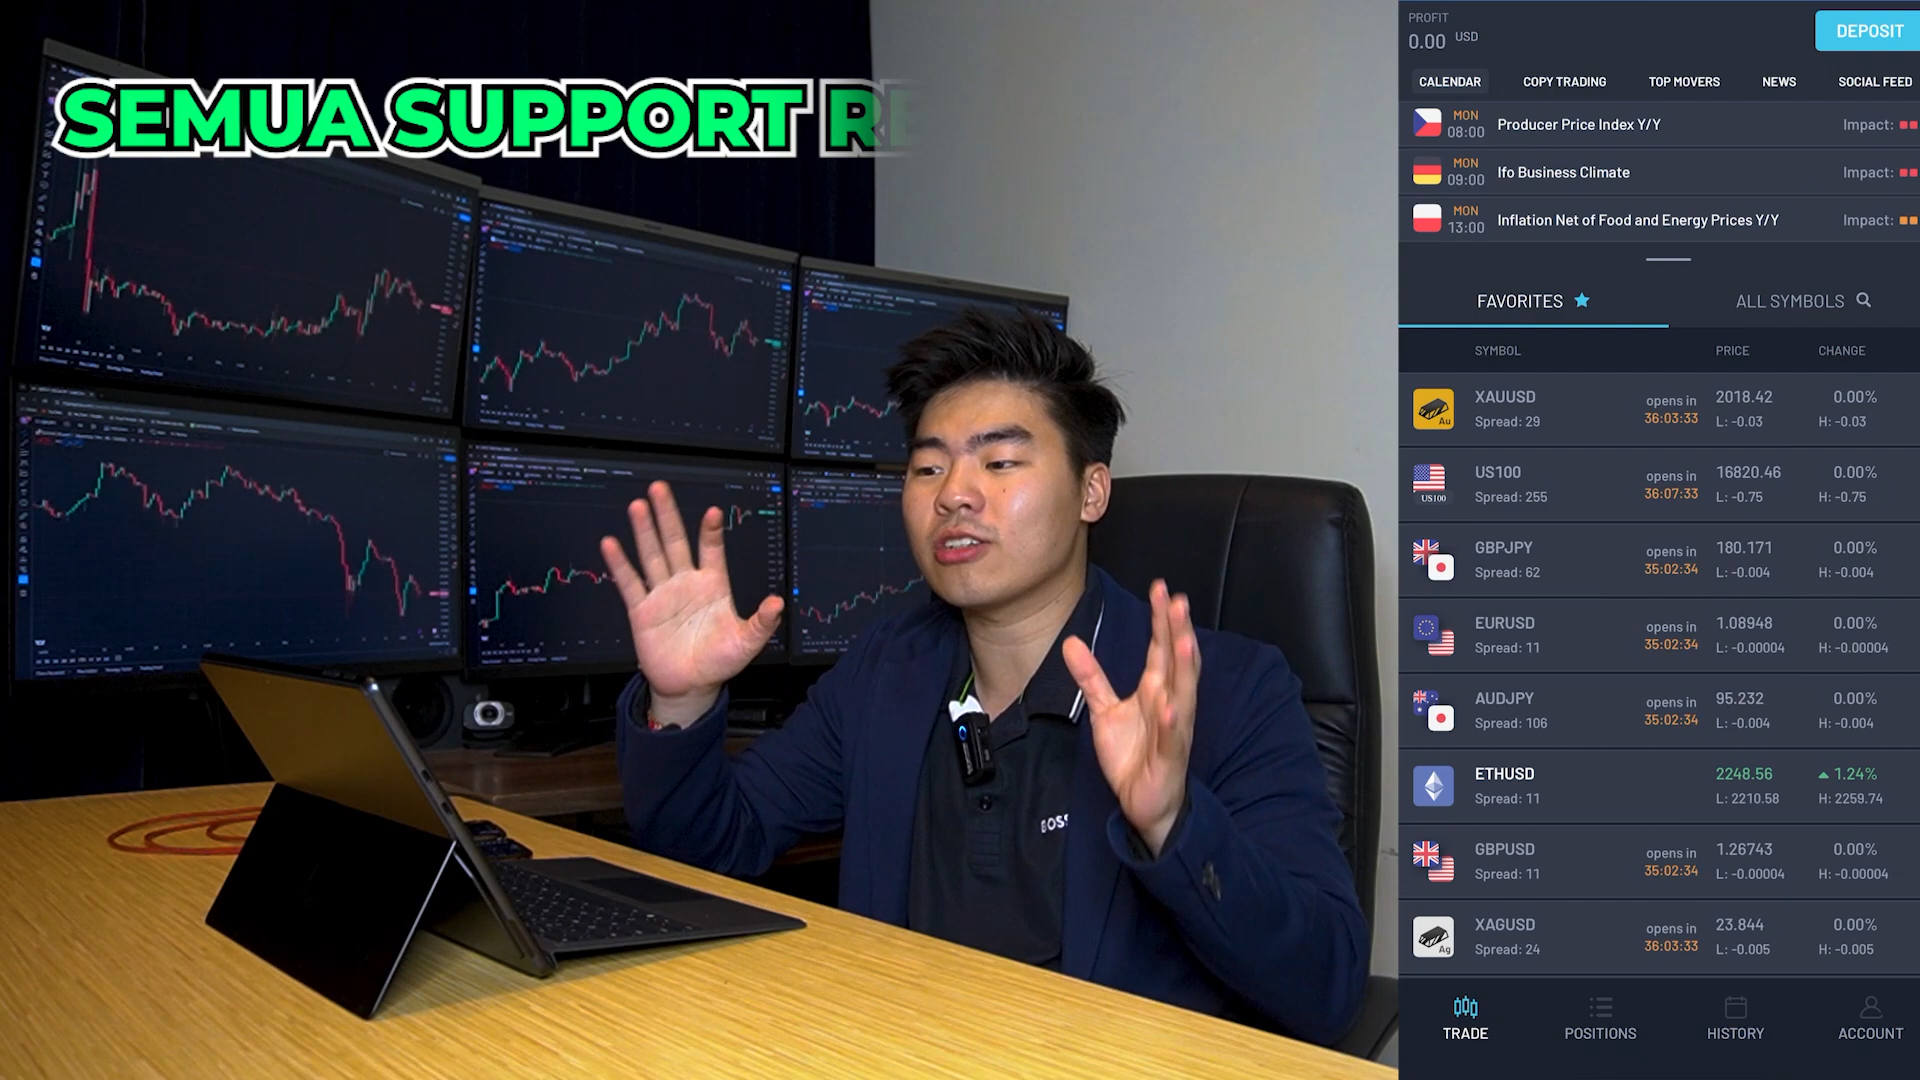 SEMUA SUPPORT
BOSS
PROFIT
0.00 USD
DEPOSIT
CALENDAR COPY TRADING TOP MOVERS NEWS SOCIAL FEED
MON
08:00 Producer Price Index Y/Y Impact:
MON
09:00 Ifo Business Climate Impact:
MON
13:00 Inflation Net of Food and Energy Prices Y/Y Impact:
FAVORITES ALL SYMBOLS
SYMBOL PRICE CHANGE
Au
XAUUSD opens in 2018.42 0.00%
Spread: 29 36:03:33 L: -0.03 H: -0.03
US100 opens in 16820.46 0.00%
US100 Spread: 255 36:07:33 L: -0.75 H: -0.75
GBPJPY opens in 180.171 0.00%
Spread: 62 35:02:34 L: -0.004 H: -0.004
EURUSD opens in 1.08948 0.00%
Spread: 11 35:02:34 L: -0.00004 H: -0.00004
AUDJPY opens in 95.232 0.00%
Spread: 106 35:02:34 L: -0.004 H: -0.004
ETHUSD 2248.56 1.24%
Spread: 11 L: 2210.58 H: 2259.74
GBPUSD opens in 1.26743 0.00%
Spread: 11 35:02:34 L: -0.00004 H: -0.00004
XAGUSD opens in 23.844 0.00%
Ag Spread: 24 36:03:33 L: -0.005 H: -0.005
TRADE POSITIONS HISTORY ACCOUNT